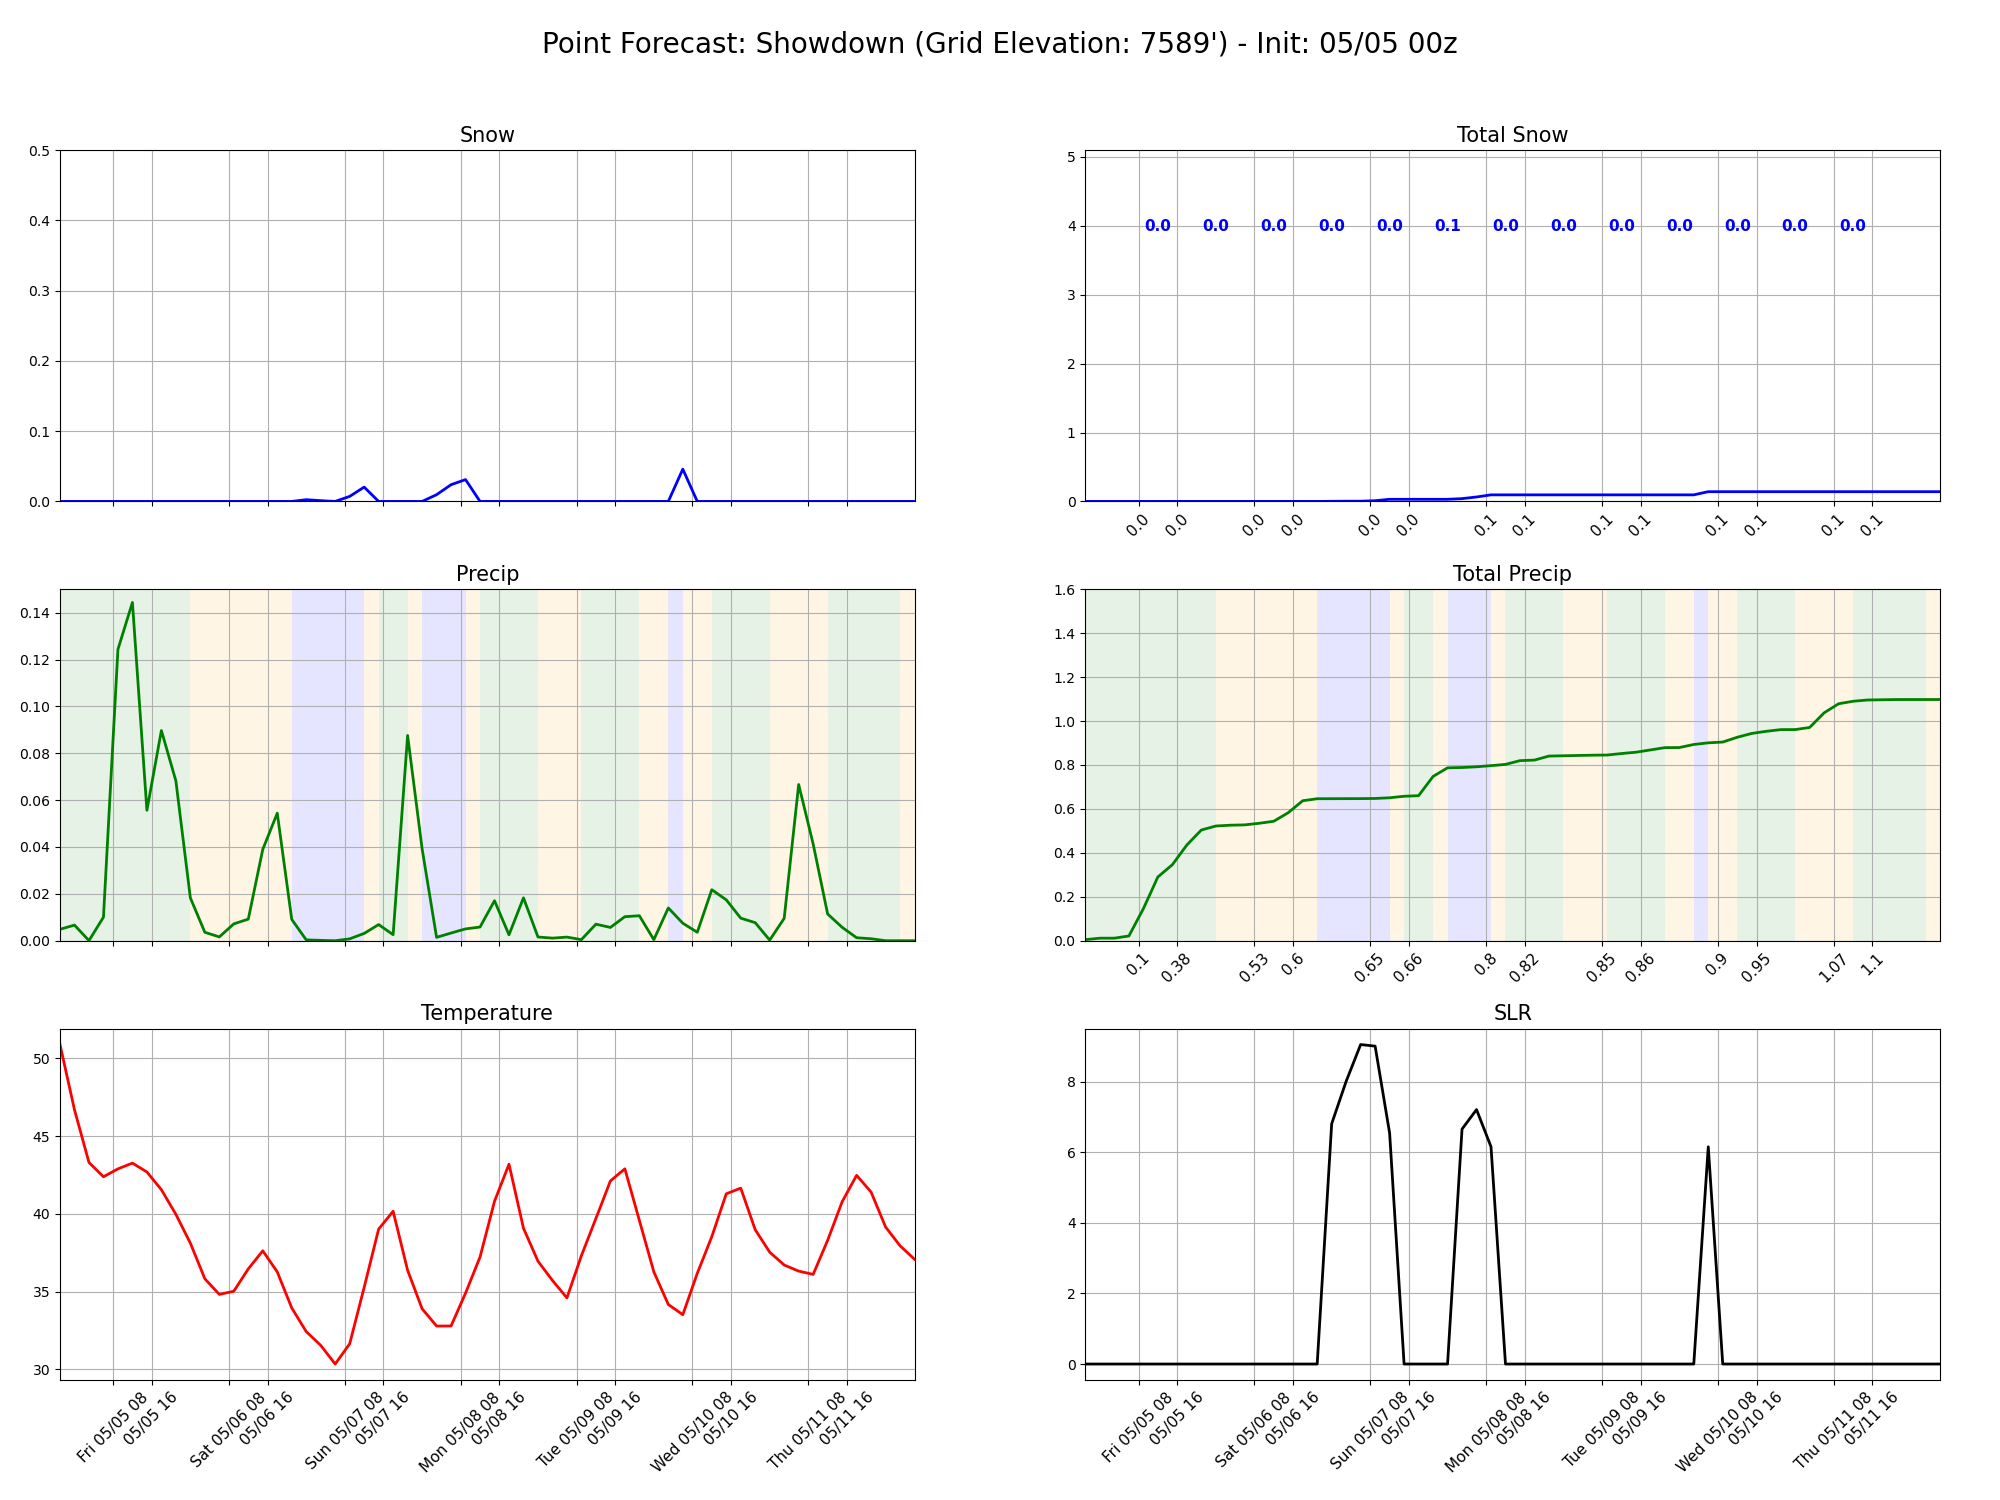 Point Forecast: Showdown (Grid Elevation: 7589') - Init: 05/05 00z
Snow
0.5
0.4
0.3
0.2
0.1
0.0
Total Snow
5
4
3
2
1
0
0.0 0.0 0.0 0.0 0.0 0.1 0.0 0.0 0.0 0.0 0.0 0.0 0.0
0.0 0.0 0.0 0.0 0.0 0.0 0.1 0.1 0.1 0.1 0.1 0.1 0.1 0.1
Precip
0.14
0.12
0.10
0.08
0.06
0.04
0.02
0.00
Total Precip
1.6
1.4
1.2
1.0
0.8
0.6
0.4
0.2
0.0
0.1 0.38 0.53 0.6 0.65 0.66 0.8 0.82 0.85 0.86 0.9 0.95 1.07 1.1
Temperature
50
45
40
35
30
Fri 05/05 08
05/05 16
Sat 05/06 08
05/06 16
Sun 05/07 08
05/07 16
Mon 05/08 08
05/08 16
Tue 05/09 08
05/09 16
Wed 05/10 08
05/10 16
Thu 05/11 08
05/11 16
SLR
8
6
4
2
0
Fri 05/05 08
05/05 16
Sat 05/06 08
05/06 16
Sun 05/07 08
05/07 16
Mon 05/08 08
05/08 16
Tue 05/09 08
05/09 16
Wed 05/10 08
05/10 16
Thu 05/11 08
05/11 16